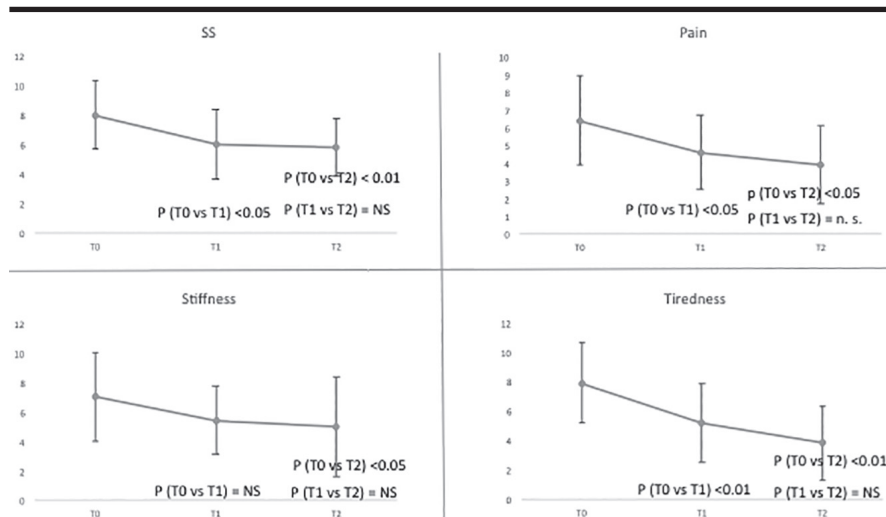 SS
12
10
8
6
4
2
0
P (T0 vs T2) < 0.01
P (T0 vs T1) <0.05
P (T1 vs T2) = NS
T0
T1
T2
Pain
10
9
8
7
6
5
4
3
2
1
0
p (T0 vs T2) <0.05
P (T0 vs T1) <0.05
P (T1 vs T2) = n. s.
T0
T1
T2
Stiffness
12
10
8
6
4
2
0
P (T0 vs T2) <0.05
P (T0 vs T1) = NS
P (T1 vs T2) = NS
T0
T1
T2
Tiredness
12
10
8
6
4
2
0
P (T0 vs T2) <0.01
P (T0 vs T1) <0.01
P (T1 vs T2) = NS
T0
T1
T2